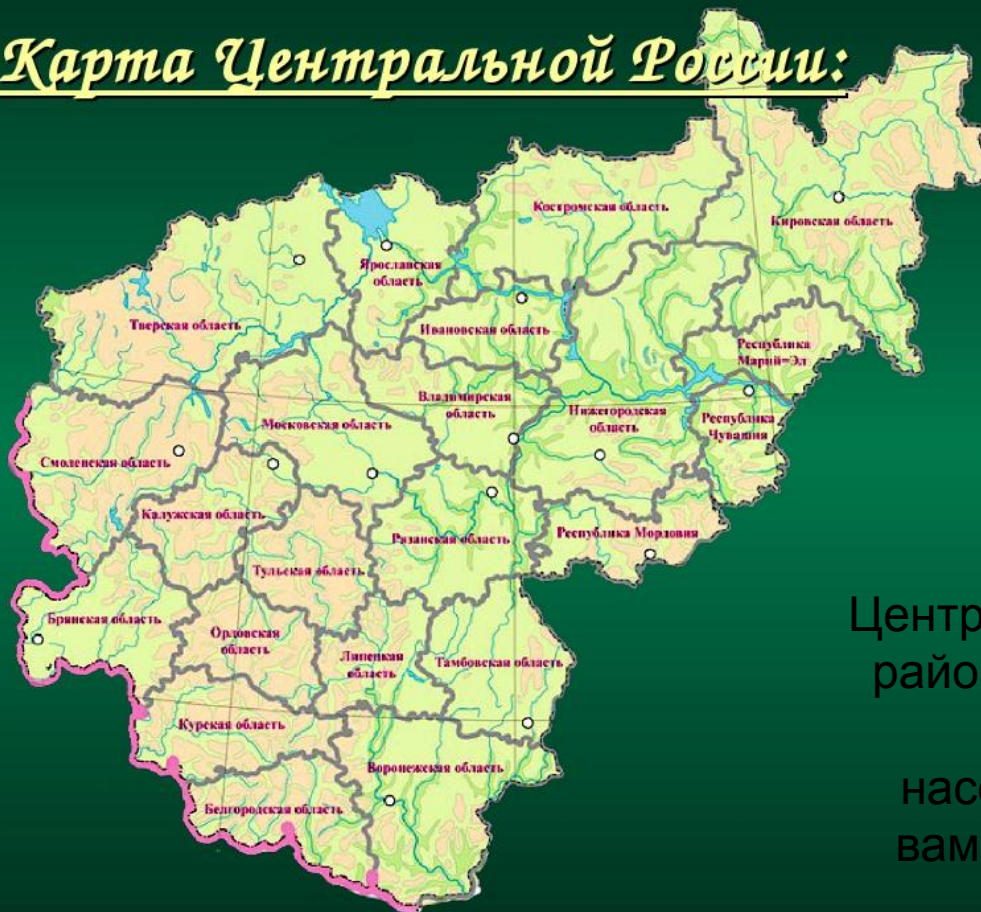 Карта Центральной России:
Костромская область
Кировская область
Ярославская
область
Тверская область
Ивановская область
Республика
Марий=Эл
Владимирская
область
Нижегородская
область
Республика
Чувашия
Московская область
Смоленская область
Калужская область
Рязанская область
Республика Мордовия
Тульская область
Брянская область
Орловская
область
Липецкая
область
Тамбовская область
Курская область
Воронежская область
Белгородская область
Центр
райо
насе
вам